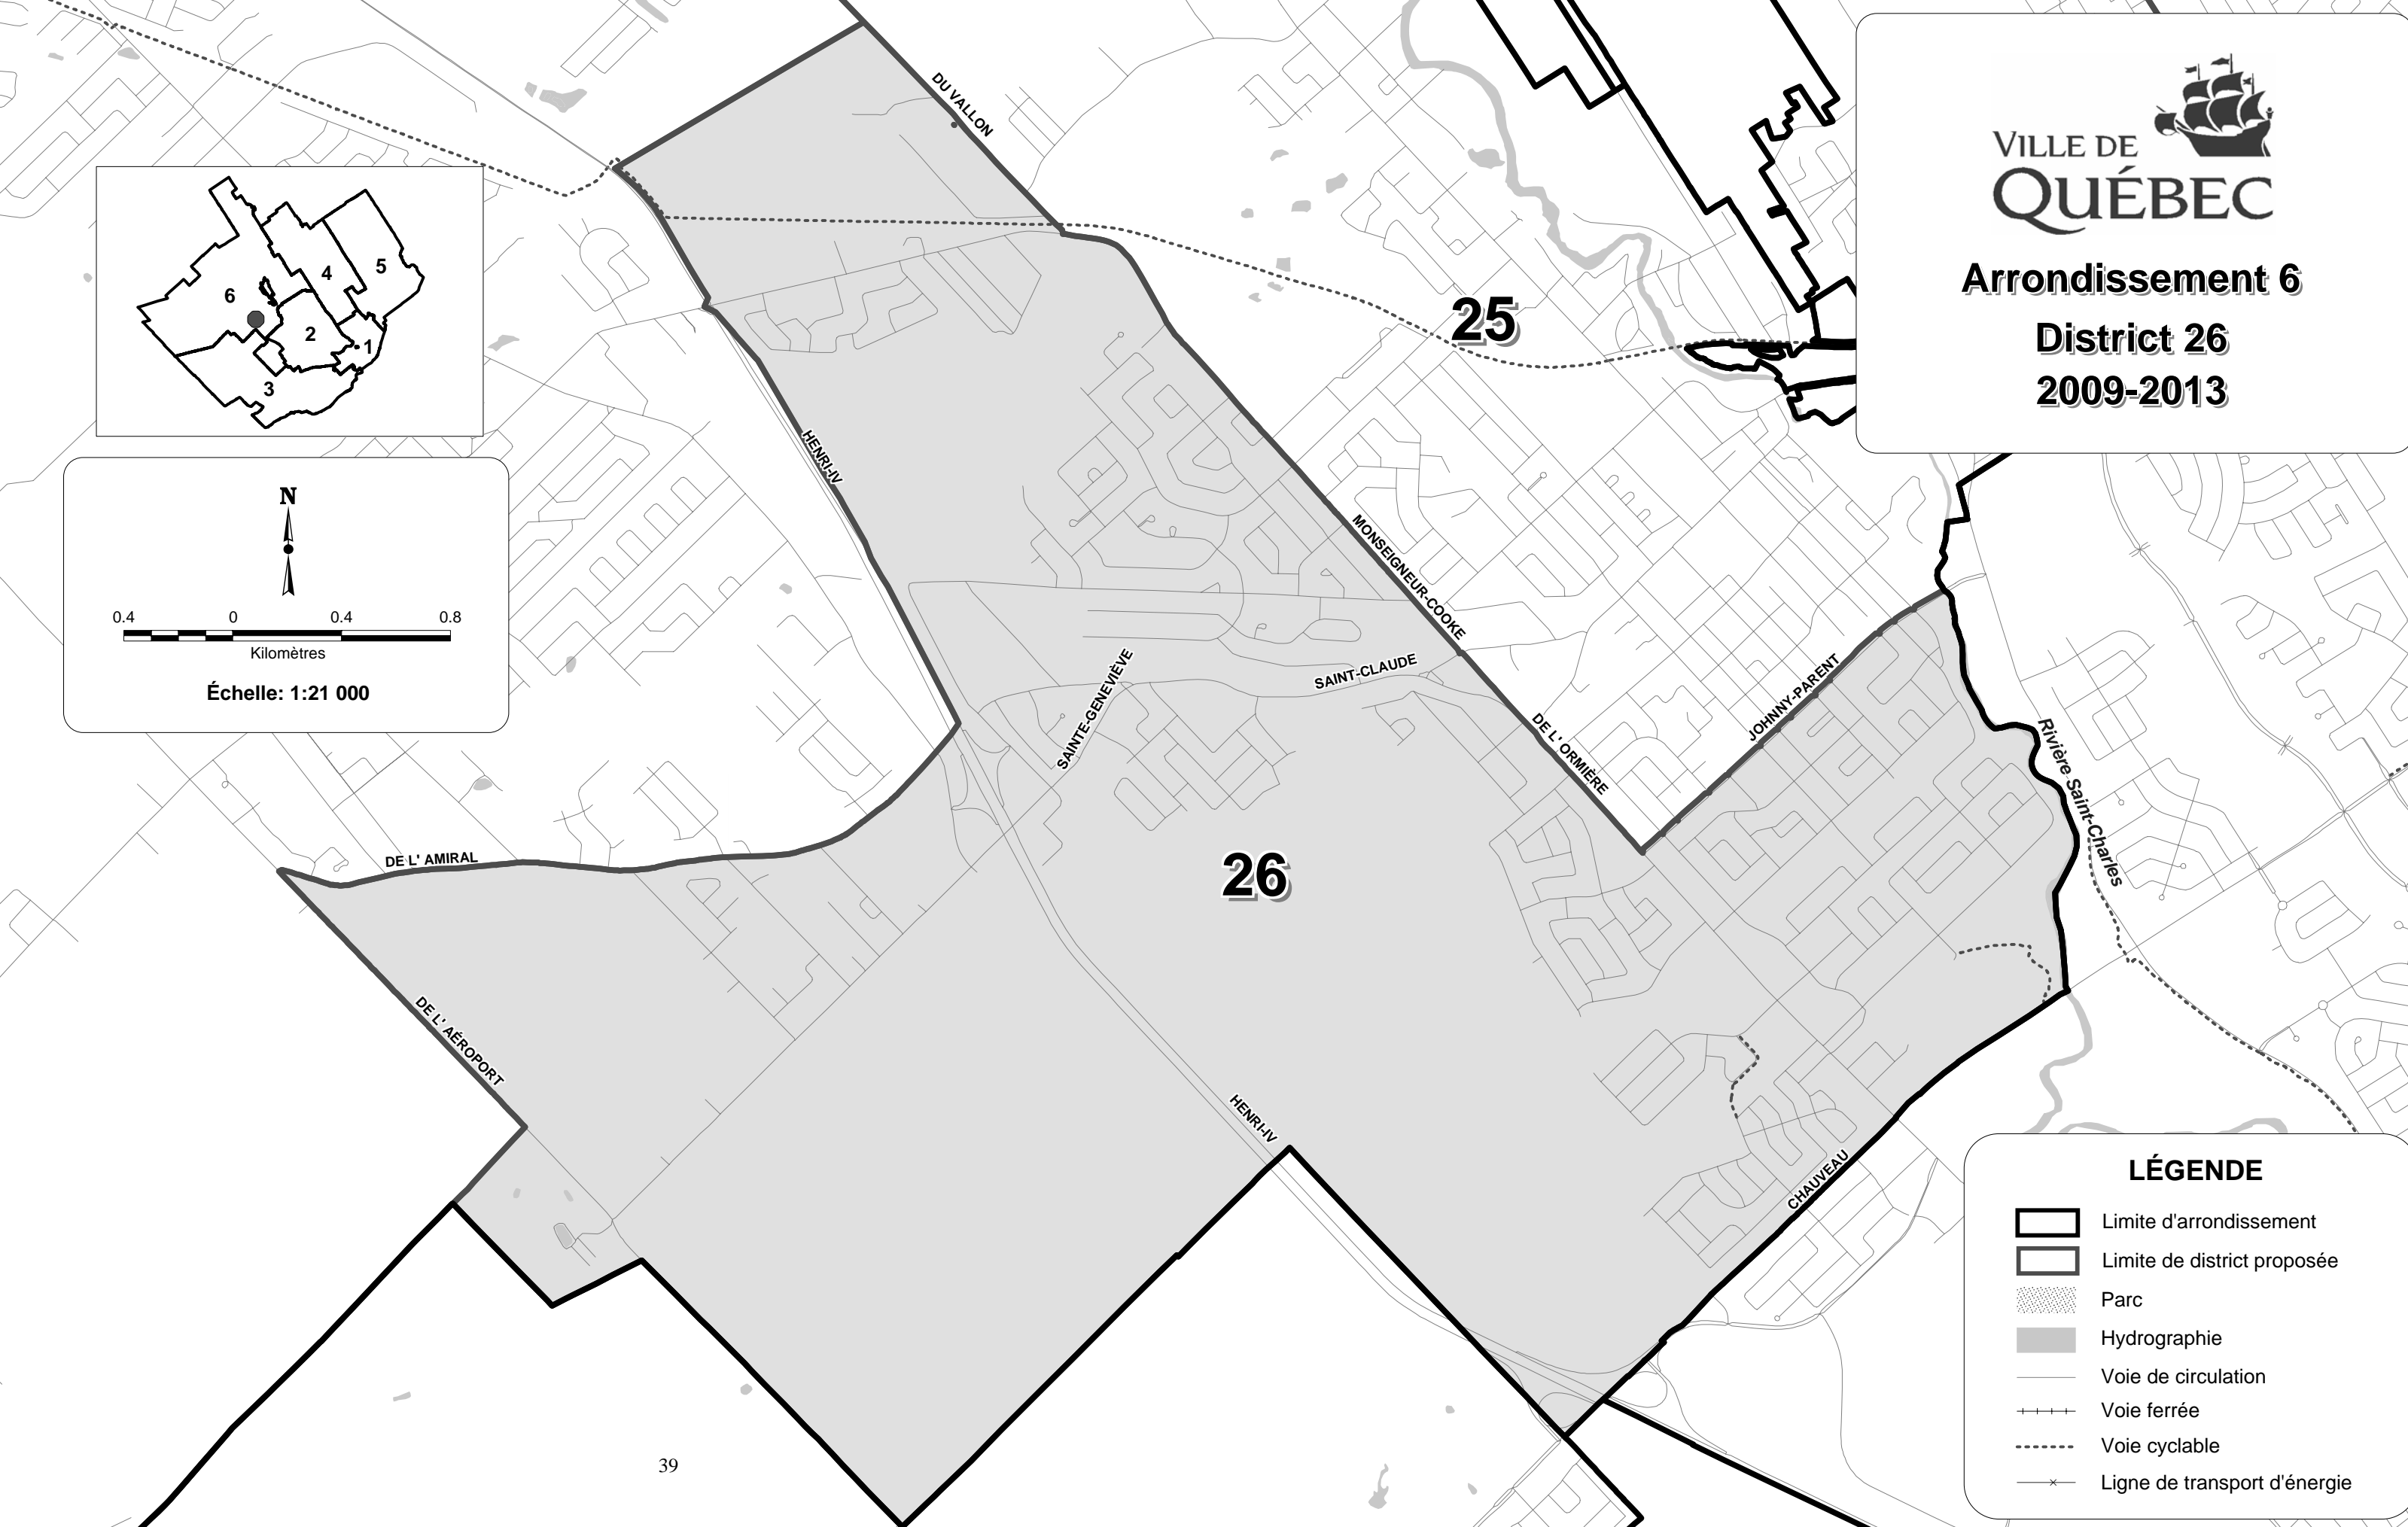 VILLE DE
QUÉBEC
Arrondissement 6
District 26
2009-2013
DU VALLON
25
4
5
6
2
1
3
HENRI-IV
N
0.4 0 0.4 0.8
Kilomètres
Échelle: 1:21 000
MONSEIGNEUR-COOKE
SAINTE-GENEVIÈVE
SAINT-CLAUDE
DE L' ORMIÈRE
JOHNNY-PARENT
Rivière Saint-Charles
DE L' AMIRAL
26
DE L' AÉROPORT
HENRI-IV
CHAUVEAU
LÉGENDE
Limite d'arrondissement
Limite de district proposée
Parc
Hydrographie
Voie de circulation
Voie ferrée
Voie cyclable
Ligne de transport d'énergie
39